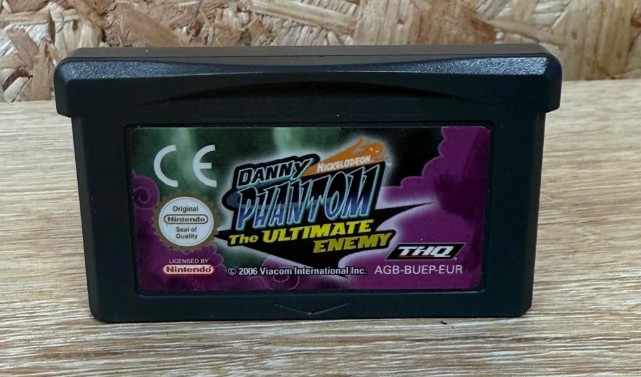 CE
NICKELODEON
DANNY
PHANTOM
The ULTIMATE
ENEMY
Original
Nintendo
Seal of
Quality
LICENSED BY
Nintendo
© 2006 Viacom International Inc.
THQ
AGB-BUEP-EUR